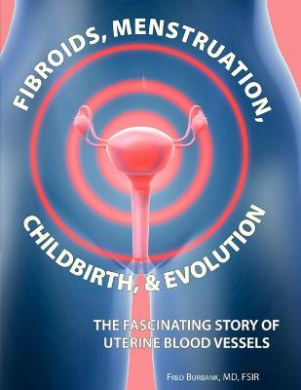 FIBROIDS, MENSTRUATION,
CHILDBIRTH, & EVOLUTION
THE FASCINATING STORY OF
UTERINE BLOOD VESSELS
FRED BURBANK, MD, FSIR